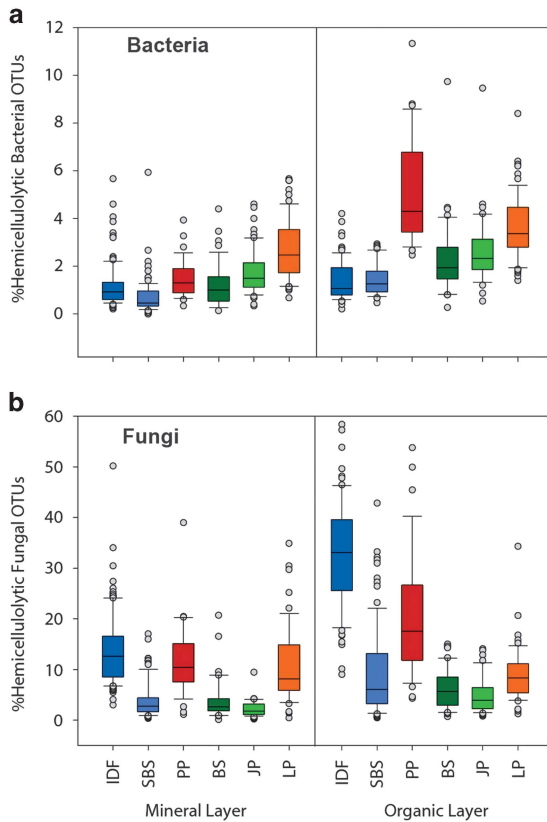 a
12
10
8
6
4
2
0
%Hemicellulolytic Bacterial OTUs
Bacteria
b
60
50
40
30
20
10
0
%Hemicellulolytic Fungal OTUs
Fungi
IDF SBS PP BS JP LP IDF SBS PP BS JP LP
Mineral Layer Organic Layer